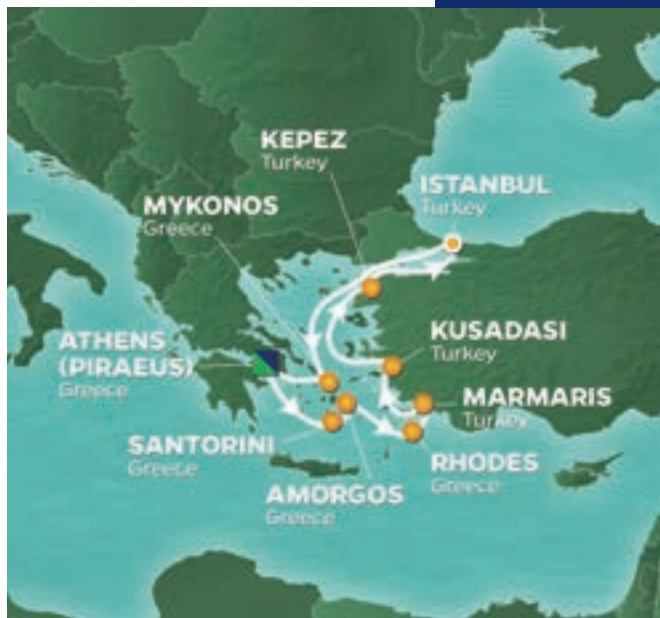 KEPEZ
Turkey
ISTANBUL
Turkey
MYKONOS
Greece
ATHENS
(PIRAEUS)
Greece
KUSADASI
Turkey
MARMARIS
Turkey
SANTORINI
Greece
RHODES
Greece
AMORGOS
Greece